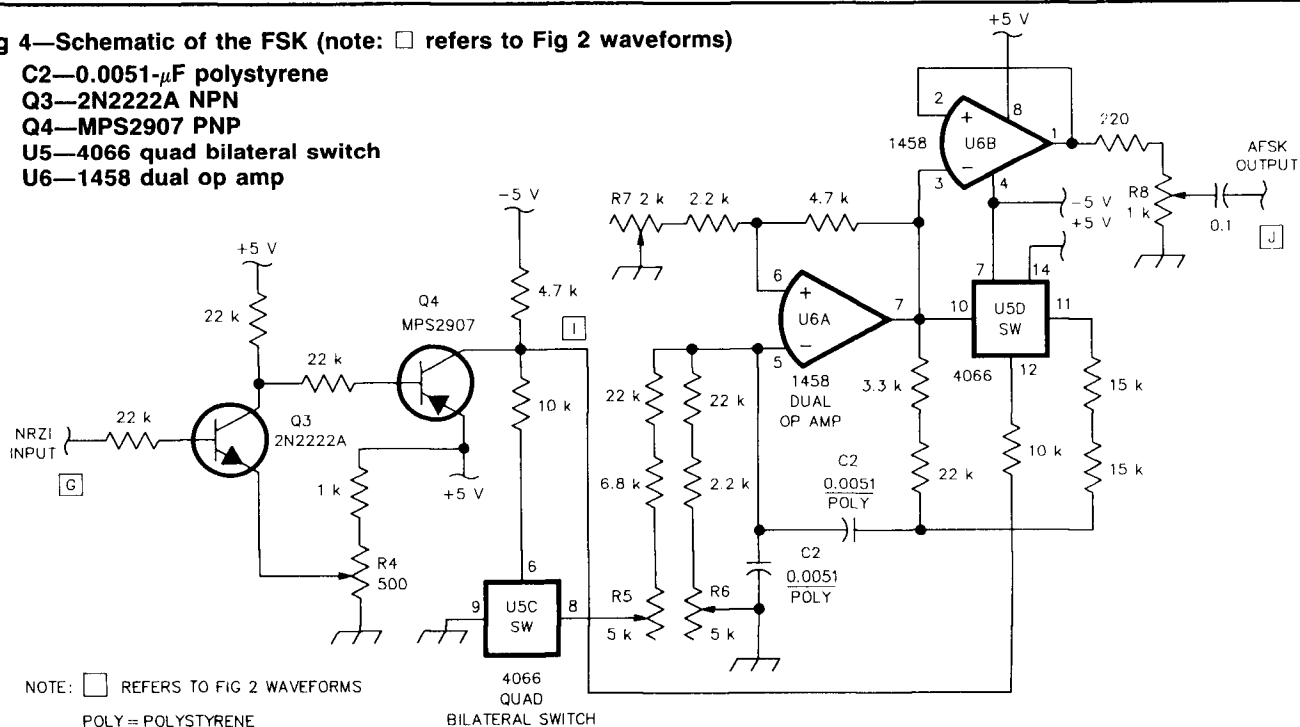 g 4—Schematic of the FSK (note: □ refers to Fig 2 waveforms)
C2—0.0051-μF polystyrene
Q3—2N2222A NPN
Q4—MPS2907 PNP
U5—4066 quad bilateral switch
U6—1458 dual op amp
+5 V
2
+
8
1458
U6B
1
220
−
3
4
AFSK
OUTPUT
R8
1 k
0.1
J
−5 V
+5 V
R7 2 k
2.2 k
4.7 k
−5 V
+5 V
4.7 k
22 k
Q4
MPS2907
I
6
+
U6A
7
−
5
7
14
10
U5D
SW
11
12
4066
1458
DUAL
OP AMP
3.3 k
15 k
22 k
22 k
22 k
10 k
22 k
Q3
2N2222A
NRZI
INPUT
G
1 k
+5 V
6.8 k
2.2 k
22 k
10 k
15 k
C2
0.0051
POLY
C2
0.0051
POLY
R4
500
6
9
U5C
SW
8
R5
5 k
R6
5 k
4066
QUAD
BILATERAL SWITCH
NOTE: □ REFERS TO FIG 2 WAVEFORMS
POLY = POLYSTYRENE